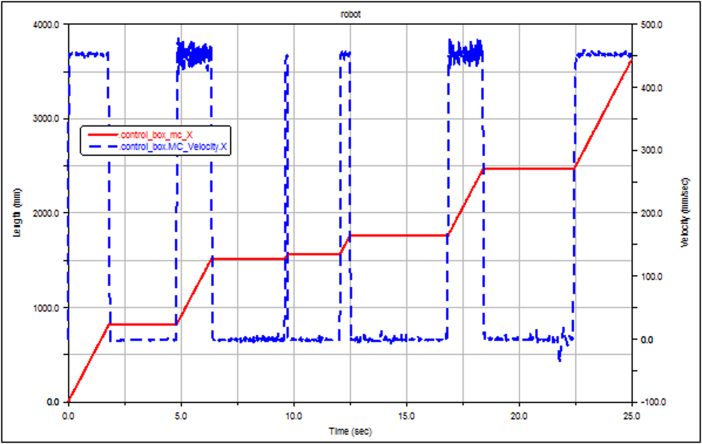 robot
4000.0
3000.0
2000.0
1000.0
0.0
Length (mm)
500.0
400.0
300.0
200.0
100.0
0.0
-100.0
Velocity (mm/sec)
.control_box_mc_X
.control_box.MC_Velocity.X
0.0 5.0 10.0 15.0 20.0 25.0
Time (sec)